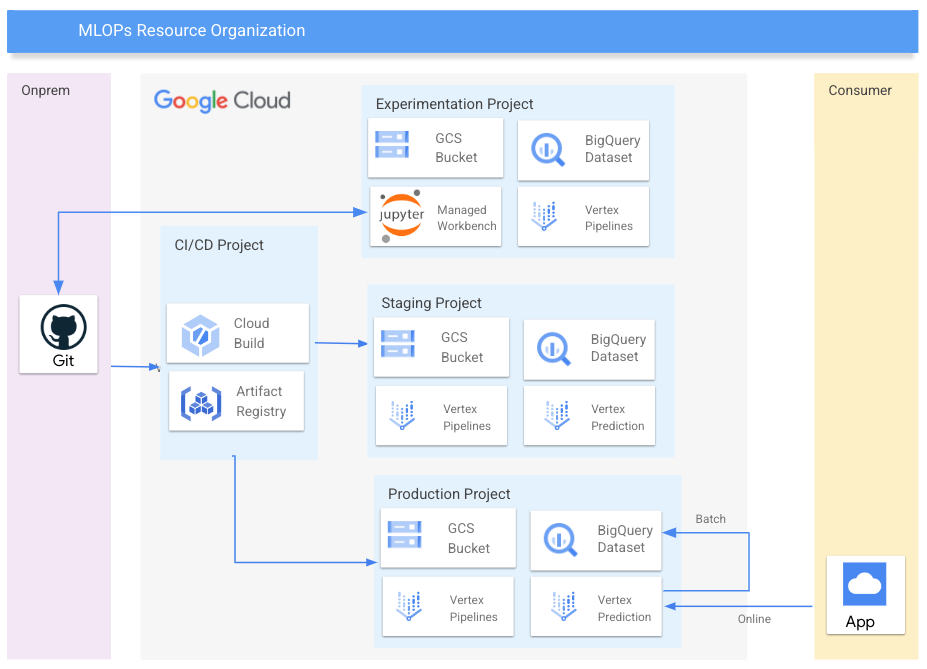 MLOPs Resource Organization
Onprem
Google Cloud
Consumer
Experimentation Project
GCS
Bucket
BigQuery
Dataset
jupyter
Managed
Workbench
Vertex
Pipelines
CI/CD Project
Cloud
Build
Artifact
Registry
Git
Staging Project
GCS
Bucket
BigQuery
Dataset
Vertex
Pipelines
Vertex
Prediction
Production Project
GCS
Bucket
BigQuery
Dataset
Vertex
Pipelines
Vertex
Prediction
Batch
Online
App